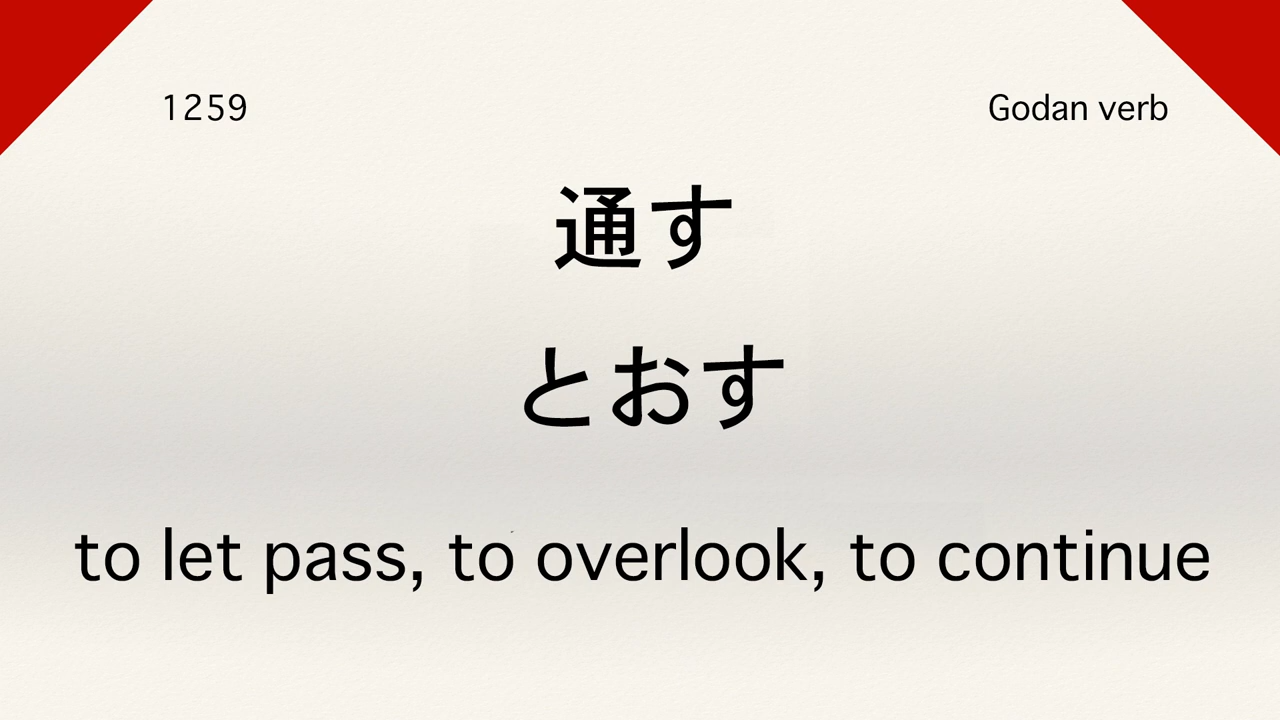 1259
Godan verb
通す
とおす
to let pass, to overlook, to continue